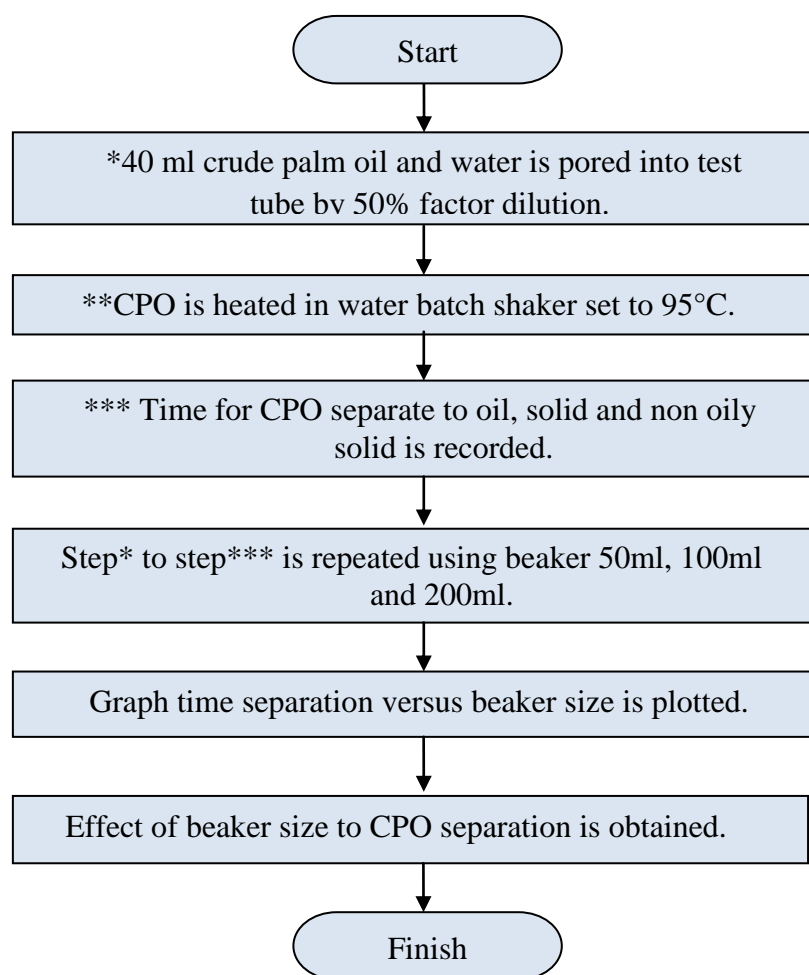 Start
*40 ml crude palm oil and water is pored into test
tube by 50% factor dilution.
**CPO is heated in water batch shaker set to 95°C.
*** Time for CPO separate to oil, solid and non oily
solid is recorded.
Step* to step*** is repeated using beaker 50ml, 100ml
and 200ml.
Graph time separation versus beaker size is plotted.
Effect of beaker size to CPO separation is obtained.
Finish